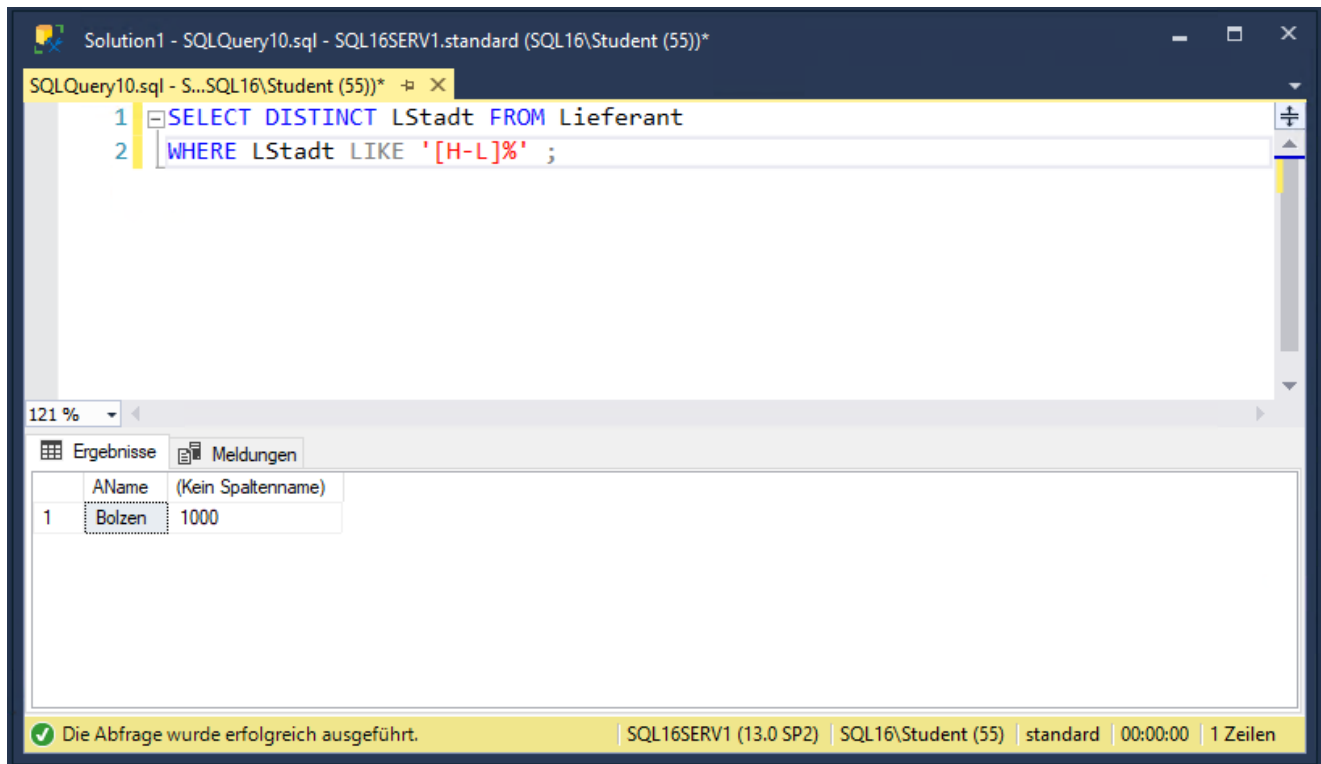 Solution1 - SQLQuery10.sql - SQL16SERV1.standard (SQL16\Student (55))*
SQLQuery10.sql - S...SQL16\Student (55))*
1 SELECT DISTINCT LStadt FROM Lieferant
2 WHERE LStadt LIKE '[H-L]%' ;
121 %
Ergebnisse Meldungen
AName (Kein Spaltenname)
1 Bolzen 1000
Die Abfrage wurde erfolgreich ausgeführt. SQL16SERV1 (13.0 SP2) SQL16\Student (55) standard 00:00:00 1 Zeilen